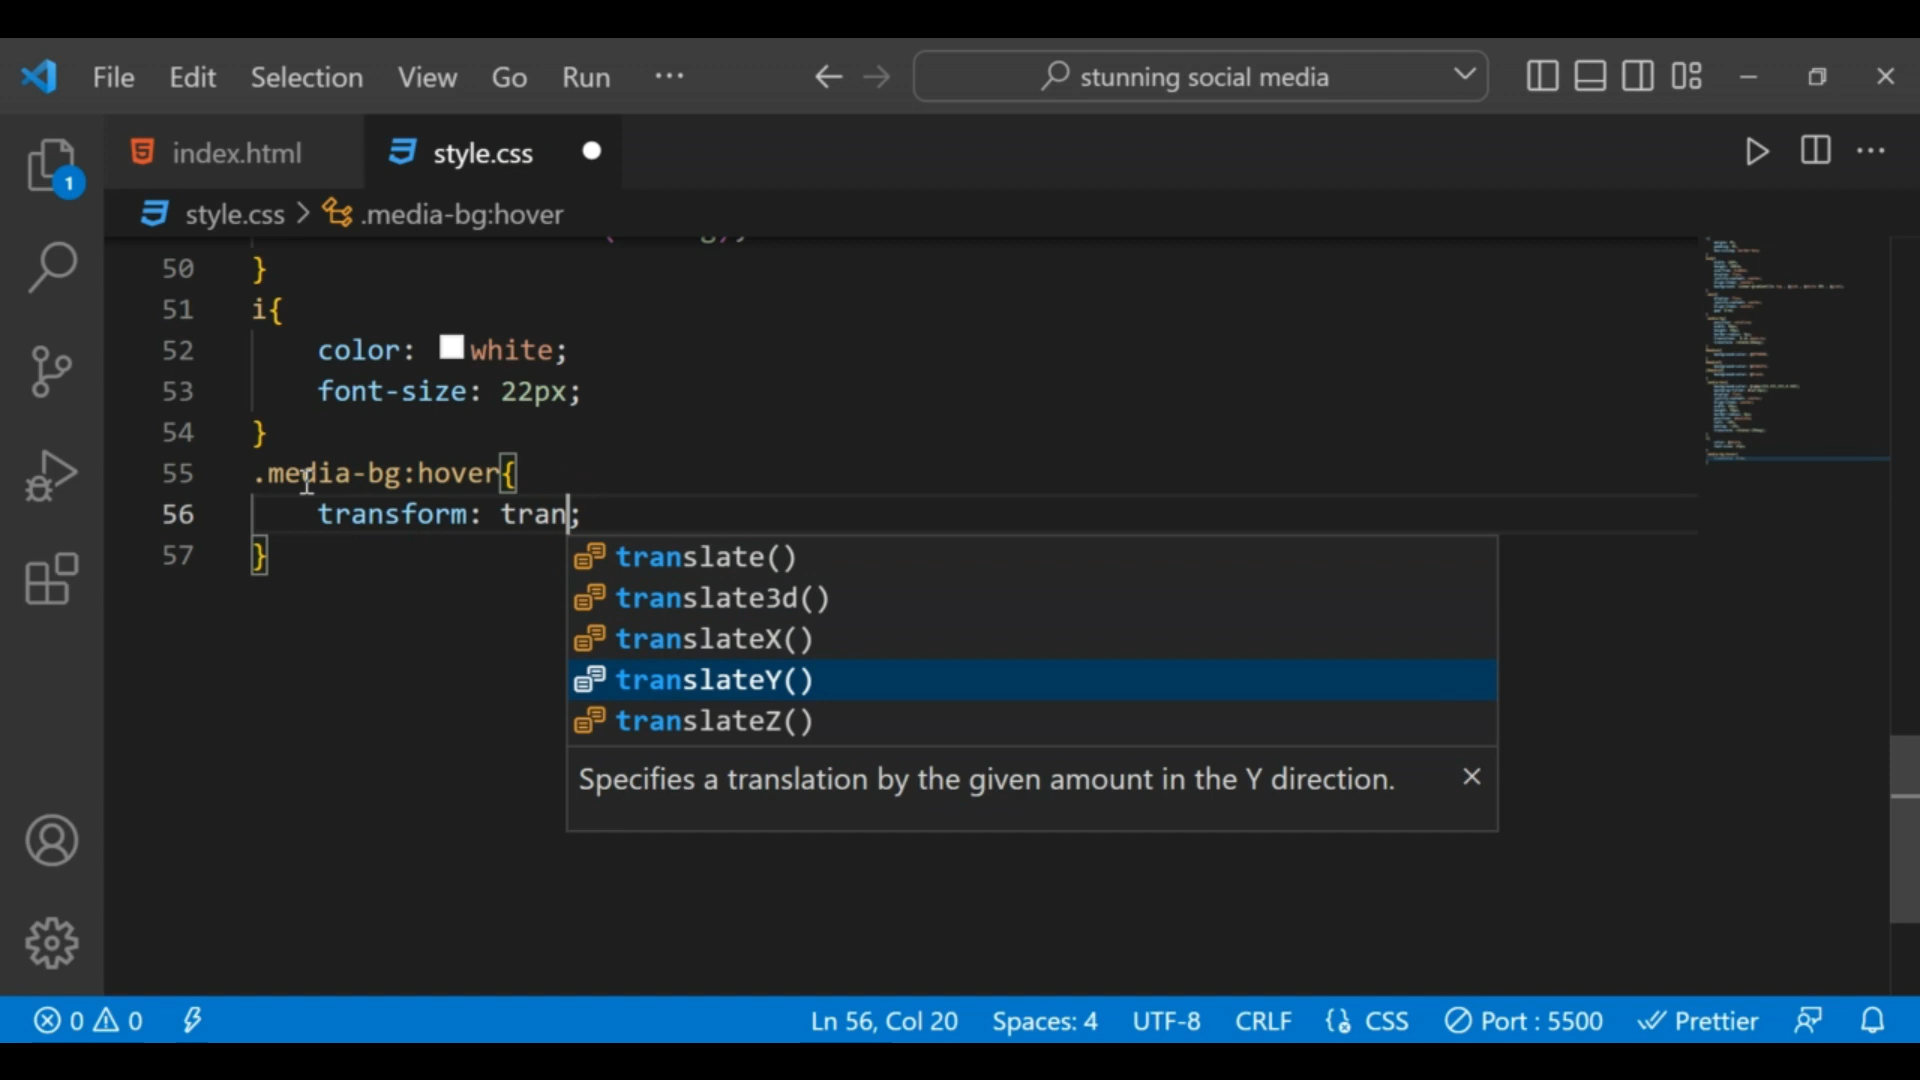 File Edit Selection View Go Run ··· stunning social media
1
index.html style.css
style.css > .media-bg:hover
50 }
51 i{
52 color: white;
53 font-size: 22px;
54 }
55 .media-bg:hover{
56 transform: tran;
57 }
translate()
translate3d()
translateX()
translateY()
translateZ()
Specifies a translation by the given amount in the Y direction.
0 0 Ln 56, Col 20 Spaces: 4 UTF-8 CRLF CSS Port : 5500 Prettier